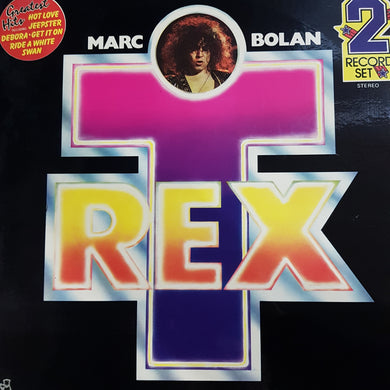 Greatest
Hits
HOT LOVE
JEEPSTER
DEBORA • GET IT ON
RIDE A WHITE
SWAN
MARC BOLAN
2
RECORD
SET
STEREO
T
REX